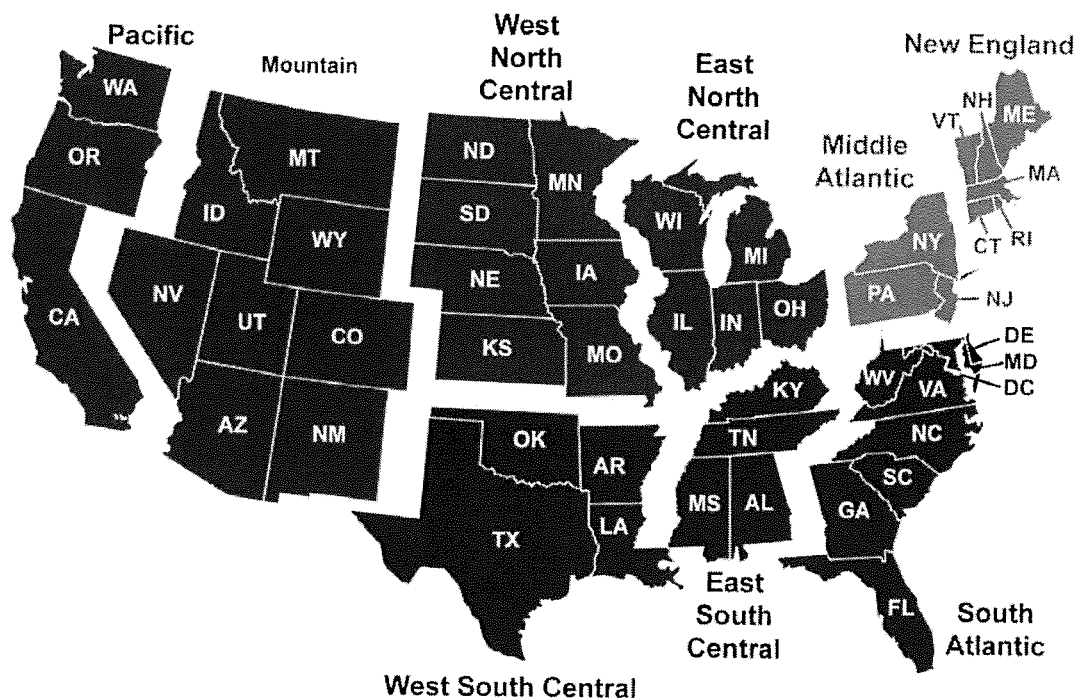 Pacific
WA
OR
CA
Mountain
MT
ID
WY
NV
UT
CO
AZ
NM
West
North
Central
ND
MN
SD
NE
IA
KS
MO
East
North
Central
WI
MI
IL
IN
OH
New England
NH
ME
VT
MA
CT
RI
Middle
Atlantic
NY
PA
NJ
DE
MD
DC
WV
VA
NC
SC
GA
FL
South
Atlantic
KY
TN
MS
AL
East
South
Central
OK
AR
TX
LA
West South Central